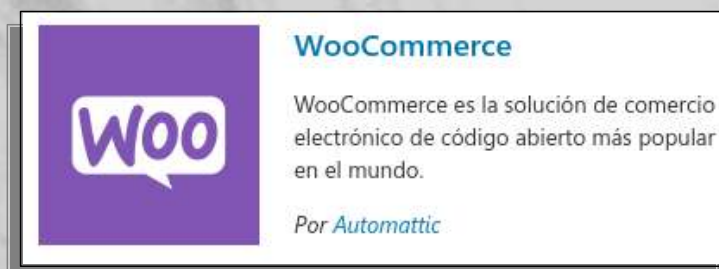 WooCommerce
WOO
WooCommerce es la solución de comercio
electrónico de código abierto más popular
en el mundo.
Por Automattic